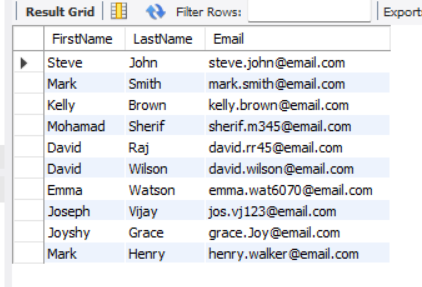 Result Grid Filter Rows: Export:
FirstName LastName Email
Steve John steve.john@email.com
Mark Smith mark.smith@email.com
Kelly Brown kelly.brown@email.com
Mohamad Sherif sherif.m345@email.com
David Raj david.rr45@email.com
David Wilson david.wilson@email.com
Emma Watson emma.wat6070@email.com
Joseph Vijay jos.vj123@email.com
Joyshy Grace grace.Joy@email.com
Mark Henry henry.walker@email.com